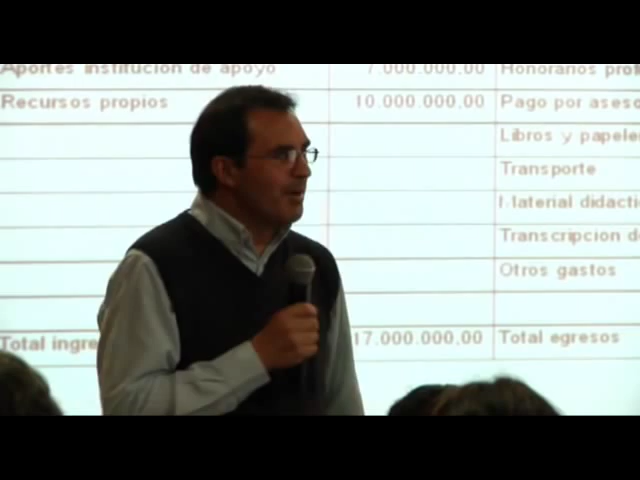 Aportes institución de apoyo 7.000.000,00 Honorarios
Recursos propios 10.000.000,00 Pago por
Libros y
Transporte
Material
Transcripcion
Otros gastos
Total 17.000.000,00 Total egresos